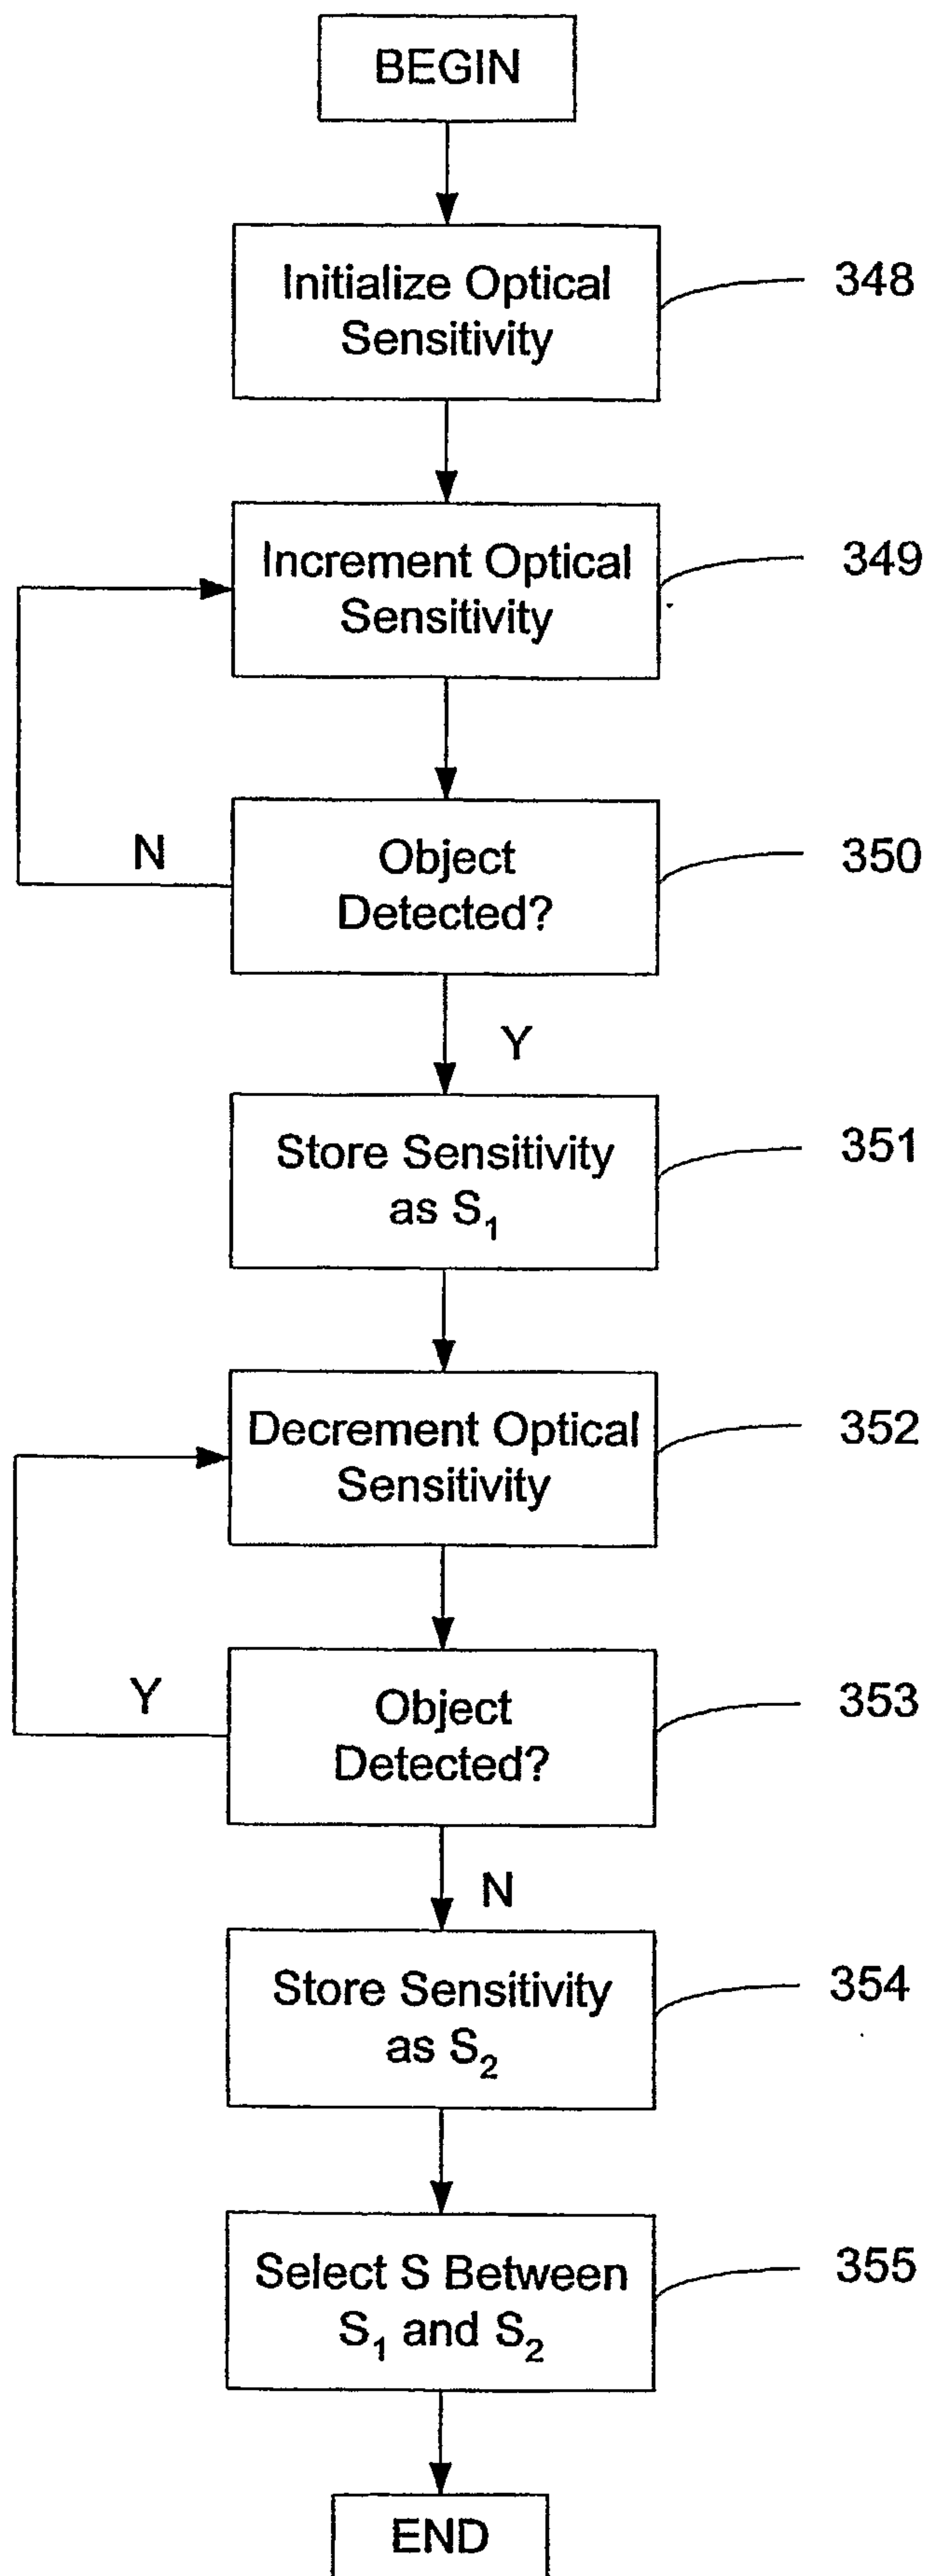 BEGIN
Initialize Optical
Sensitivity
348
Increment Optical
Sensitivity
349
Object
Detected?
350
N
Y
Store Sensitivity
as S₁
351
Decrement Optical
Sensitivity
352
Object
Detected?
353
Y
N
Store Sensitivity
as S₂
354
Select S Between
S₁ and S₂
355
END